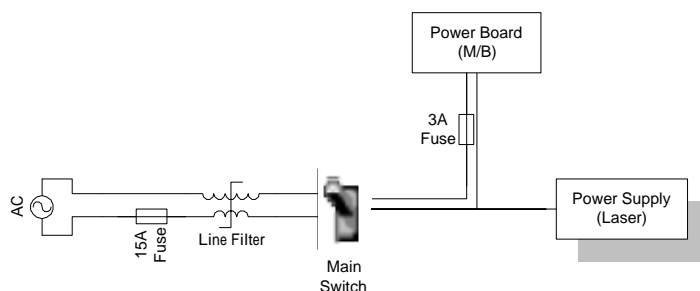 Power Board
(M/B)
3A
Fuse
AC
15A
Fuse
Line Filter
Main
Switch
Power Supply
(Laser)